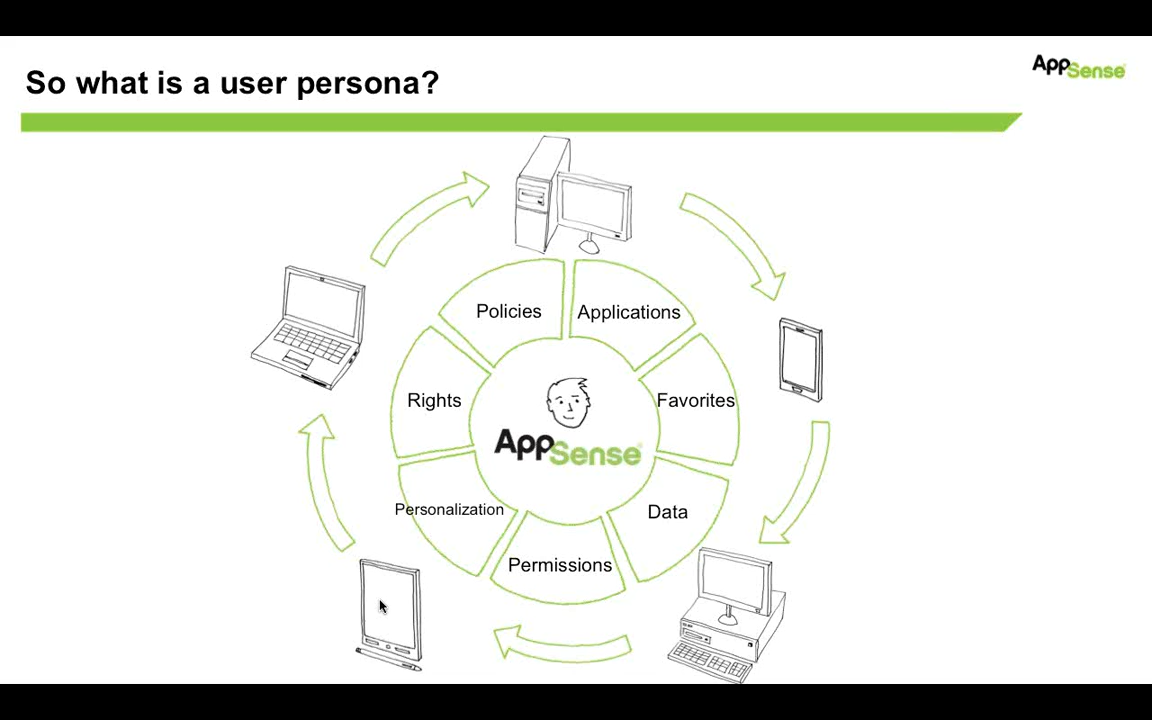 So what is a user persona?
AppSense
Policies
Applications
Rights
Favorites
AppSense
Personalization
Data
Permissions